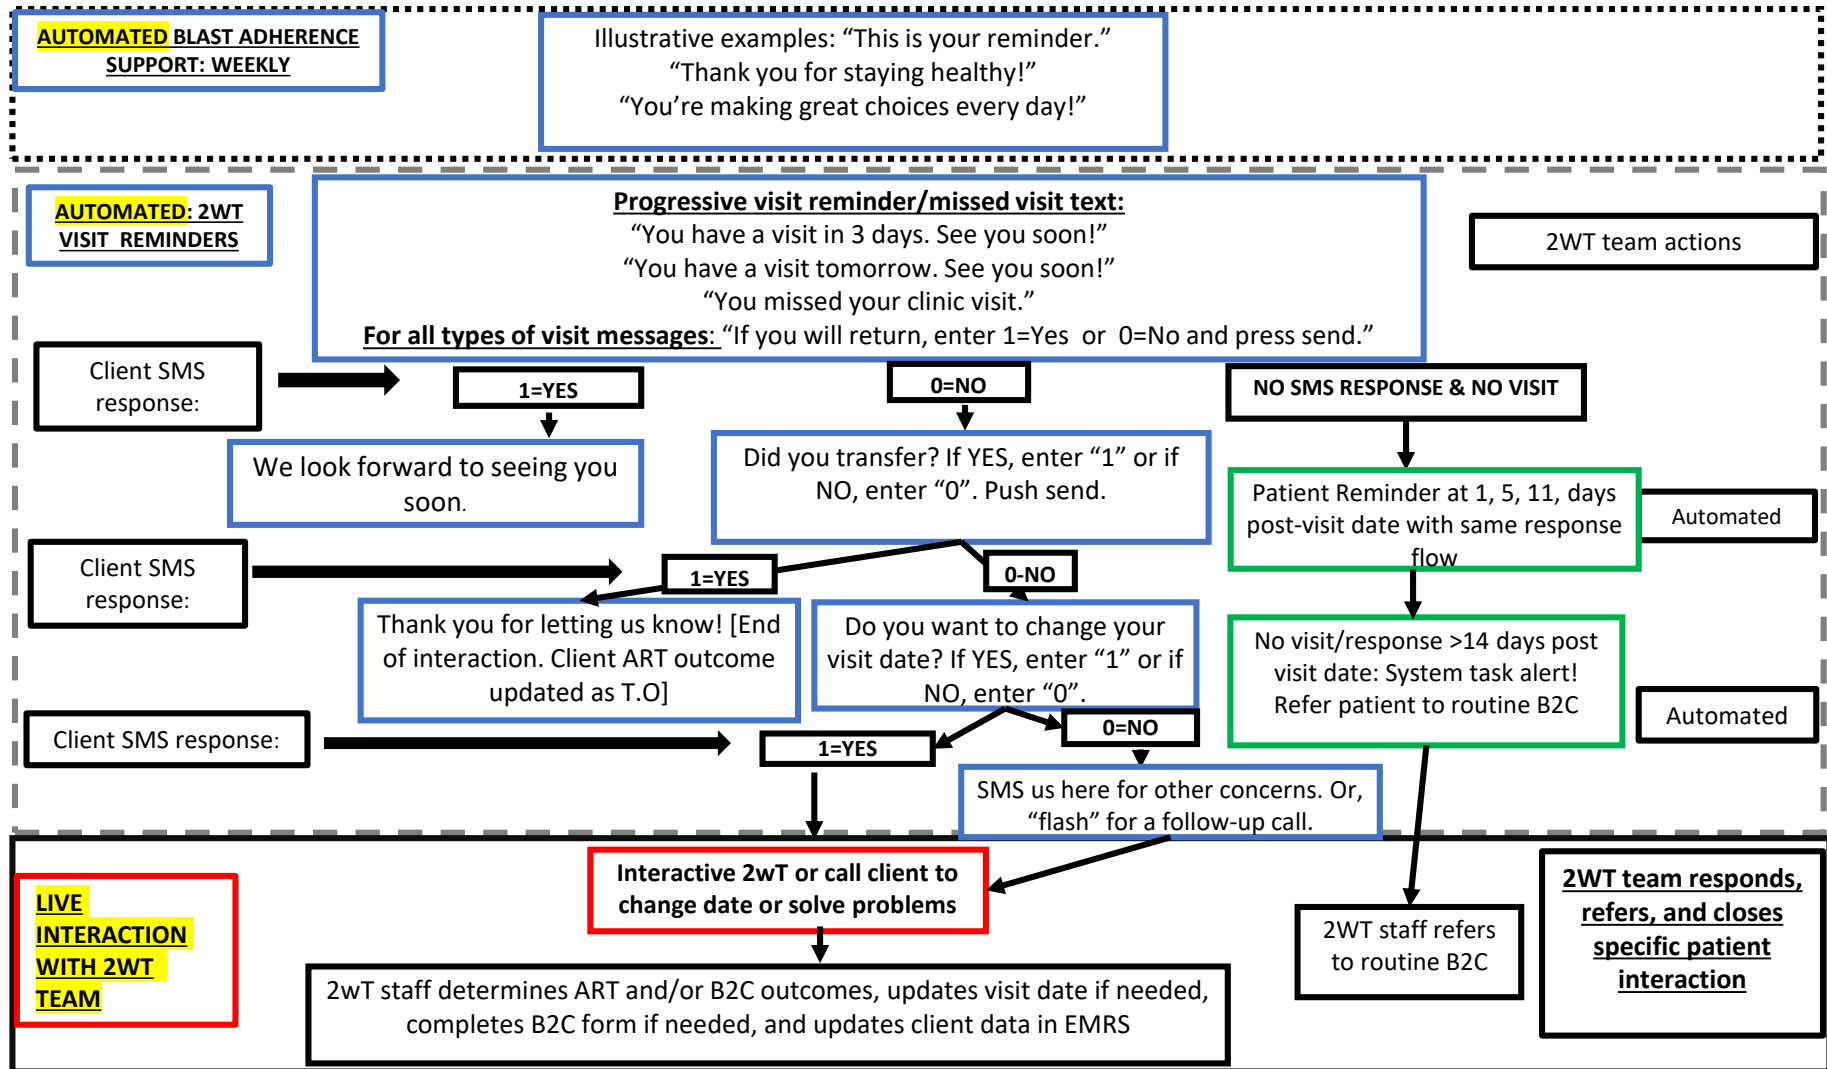 AUTOMATED BLAST ADHERENCE
SUPPORT: WEEKLY
Illustrative examples: “This is your reminder.”
“Thank you for staying healthy!”
“You’re making great choices every day!”
AUTOMATED: 2WT
VISIT REMINDERS
Progressive visit reminder/missed visit text:
“You have a visit in 3 days. See you soon!”
“You have a visit tomorrow. See you soon!”
“You missed your clinic visit.”
For all types of visit messages: “If you will return, enter 1=Yes or 0=No and press send.”
2WT team actions
Client SMS
response:
1=YES
0=NO
NO SMS RESPONSE & NO VISIT
We look forward to seeing you
soon.
Did you transfer? If YES, enter “1” or if
NO, enter “0”. Push send.
Patient Reminder at 1, 5, 11, days
post-visit date with same response
flow
Automated
Client SMS
response:
1=YES
0-NO
Thank you for letting us know! [End
of interaction. Client ART outcome
updated as T.O]
Do you want to change your
visit date? If YES, enter “1” or if
NO, enter “0”.
No visit/response >14 days post
visit date: System task alert!
Refer patient to routine B2C
Automated
Client SMS response:
1=YES
0=NO
SMS us here for other concerns. Or,
“flash” for a follow-up call.
LIVE
INTERACTION
WITH 2WT
TEAM
Interactive 2wT or call client to
change date or solve problems
2wT staff determines ART and/or B2C outcomes, updates visit date if needed,
completes B2C form if needed, and updates client data in EMRS
2WT staff refers
to routine B2C
2WT team responds,
refers, and closes
specific patient
interaction